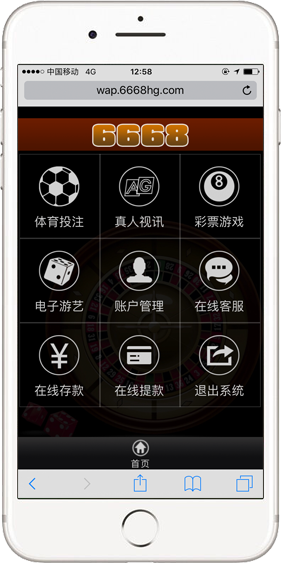 中国移动 4G 12:58
wap.6668hg.com
6668
体育投注 真人视讯 彩票游戏
AG 8
电子游艺 账户管理 在线客服
¥
在线存款 在线提款 退出系统
首页